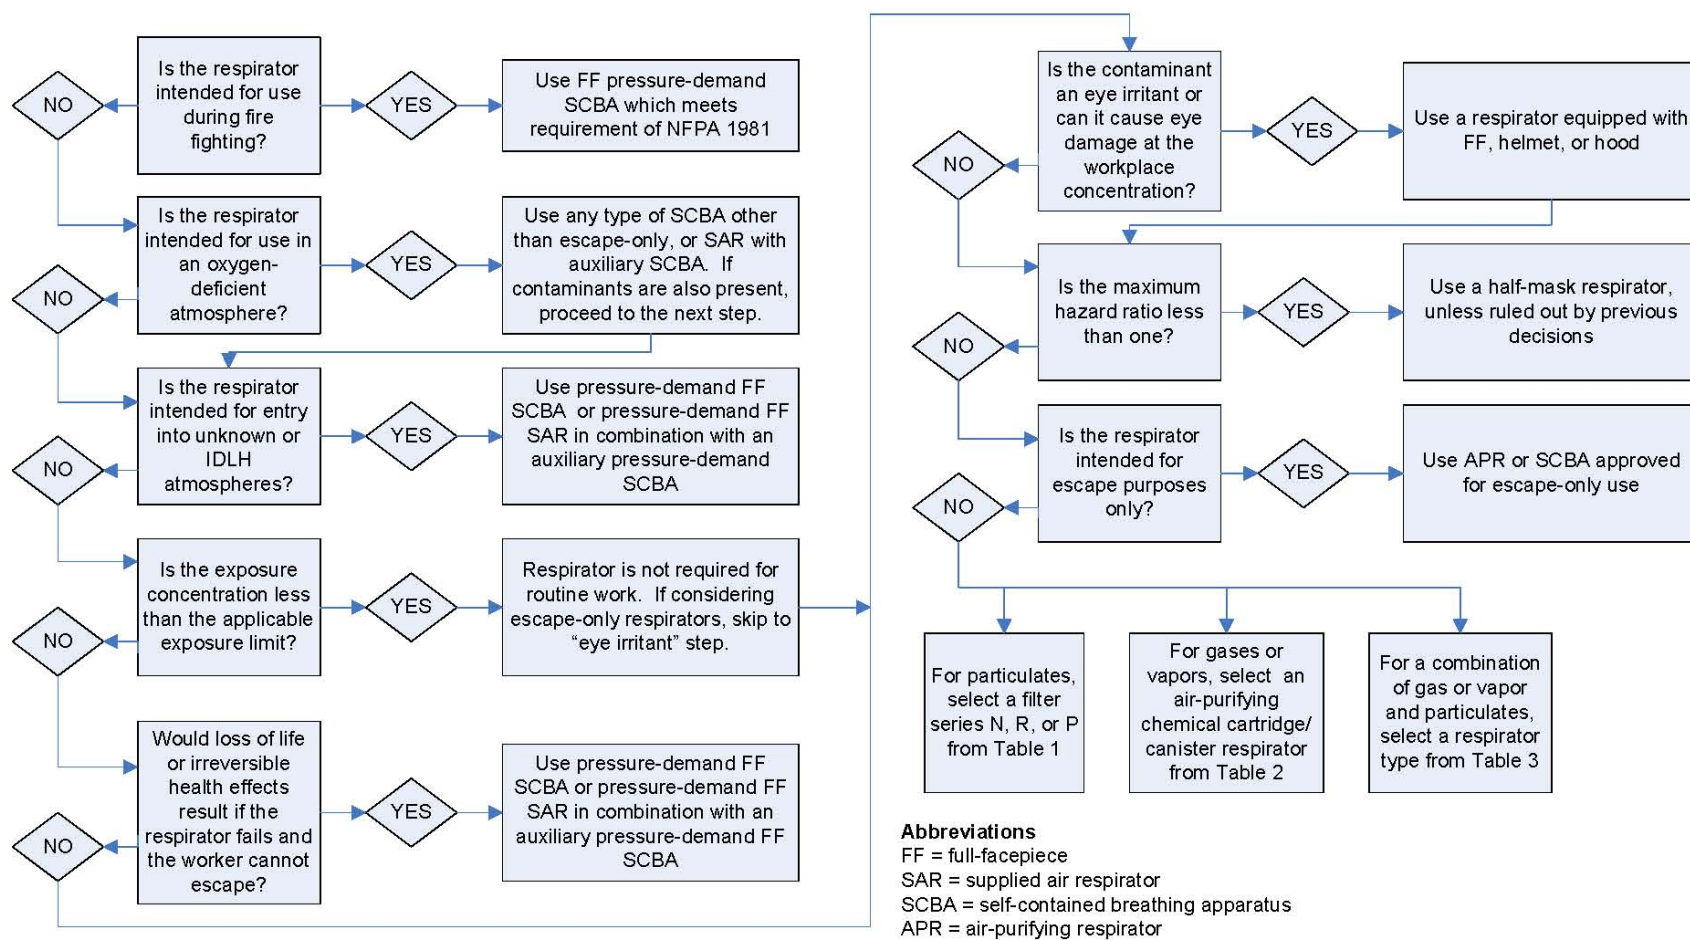 Is the respirator
intended for use
during fire
fighting?
NO
YES
Use FF pressure-demand
SCBA which meets
requirement of NFPA 1981
Is the respirator
intended for use in
an oxygen-
deficient
atmosphere?
NO
YES
Use any type of SCBA other
than escape-only, or SAR with
auxiliary SCBA.  If
contaminants are also present,
proceed to the next step.
Is the respirator
intended for entry
into unknown or
IDLH
atmospheres?
NO
YES
Use pressure-demand FF
SCBA  or pressure-demand FF
SAR in combination with an
auxiliary pressure-demand
SCBA
Is the exposure
concentration less
than the applicable
exposure limit?
NO
YES
Respirator is not required for
routine work.  If considering
escape-only respirators, skip to
“eye irritant” step.
Would loss of life
or irreversible
health effects
result if the
respirator fails and
the worker cannot
escape?
NO
YES
Use pressure-demand FF
SCBA or pressure-demand FF
SAR in combination with an
auxiliary pressure-demand FF
SCBA
Is the contaminant
an eye irritant or
can it cause eye
damage at the
workplace
concentration?
NO
YES
Use a respirator equipped with
FF, helmet, or hood
Is the maximum
hazard ratio less
than one?
NO
YES
Use a half-mask respirator,
unless ruled out by previous
decisions
Is the respirator
intended for
escape purposes
only?
NO
YES
Use APR or SCBA approved
for escape-only use
For particulates,
select a filter
series N, R, or P
from Table 1
For gases or
vapors, select  an
air-purifying
chemical cartridge/
canister respirator
from Table 2
For a combination
of gas or vapor
and particulates,
select a respirator
type from Table 3
Abbreviations
FF = full-facepiece
SAR = supplied air respirator
SCBA = self-contained breathing apparatus
APR = air-purifying respirator